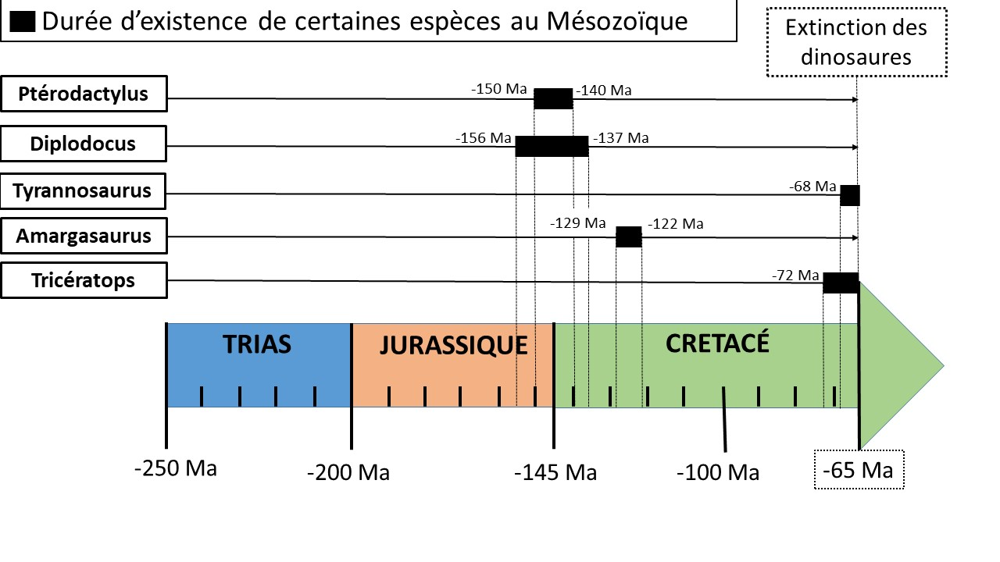 Durée d’existence de certaines espèces au Mésozoïque
Extinction des
dinosaures
Ptérodactylus
-150 Ma
-140 Ma
Diplodocus
-156 Ma
-137 Ma
Tyrannosaurus
-68 Ma
Amargasaurus
-129 Ma
-122 Ma
Tricératops
-72 Ma
TRIAS
JURASSIQUE
CRETACÉ
-250 Ma
-200 Ma
-145 Ma
-100 Ma
-65 Ma